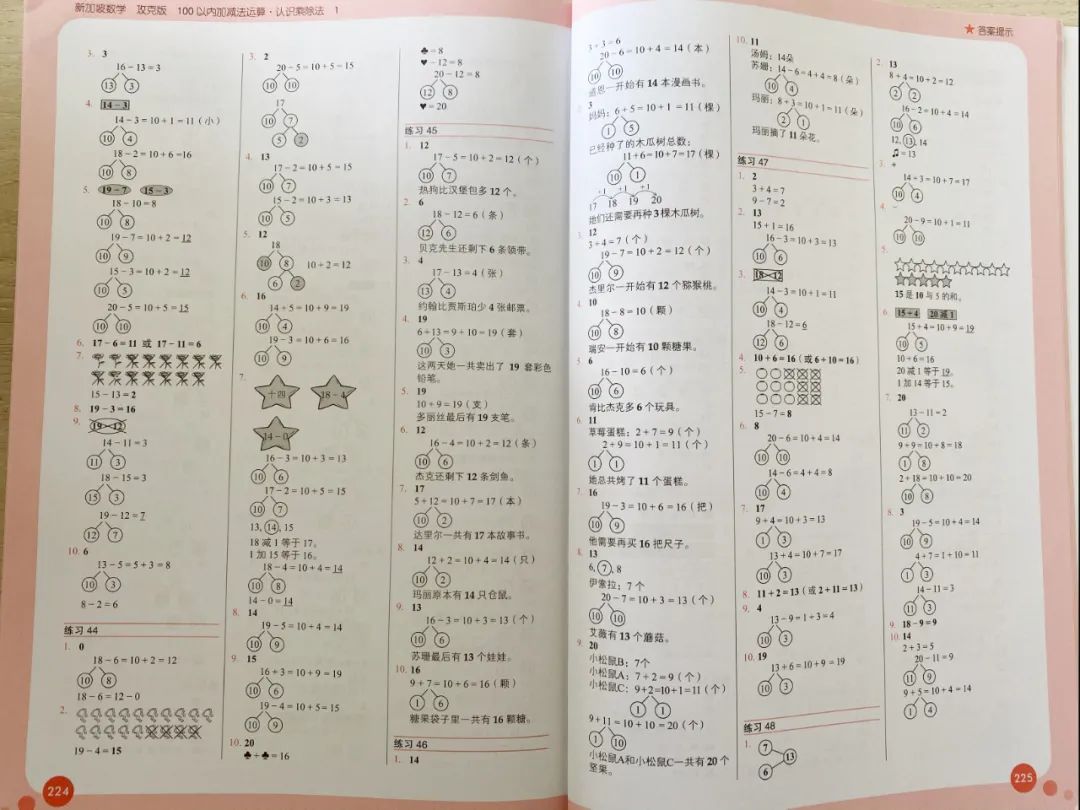 新加坡数学 攻克版 100以内加减法运算·认识乘除法 1
3. 3
16-13=3
13 3
4. 14-3
14-3=10+1=11(小)
10 4
18-2=10+6=16
10 8
5. 19-7 15-3
18-10=8
10 8
19-7=10+2=12
10 9
15-3=10+2=12
10 5
20-5=10+5=15
10 10
6. 17-6=11 或 17-11=6
7.
15-13=2
8. 19-3=16
9. 19-12
14-11=3
11 3
18-15=3
15 3
19-12=7
12 7
10. 6
13-5=5+3=8
10 3
8-2=6
练习 44
1. 0
18-6=10+2=12
10 8
18-6=12-0
2.
19-4=15
3. 2
20-5=10+5=15
10 10
17
10 7
5 2
4. 13
17-2=10+5=15
10 7
15-2=10+3=13
10 5
5. 12
18
10 8 10+2=12
6 2
6. 16
14+5=10+9=19
10 4
19-3=10+6=16
10 9
7.
十四 18-4
14-0
16-3=10+3=13
10 6
17-2=10+5=15
10 7
13, 14, 15
18 减 1 等于 17。
1 加 15 等于 16。
18-4=10+4=14
10 8
14-0=14
8. 14
19-5=10+4=14
10 9
9. 15
16+3=10+9=19
10 6
19-4=10+5=15
10 9
10. 20
♣+♣=16
♣=8
♥-12=8
20-12=8
12 8
♥=20
练习 45
1. 12
17-5=10+2=12(个)
10 7
热狗比汉堡包多 12 个。
2. 6
18-12=6(条)
12 6
贝克先生还剩下 6 条领带。
3. 4
17-13=4(张)
13 4
约翰比贾斯珀少 4 张邮票。
4. 19
6+13=9+10=19(套)
10 3
这两天她一共卖出了 19 套彩色
铅笔。
5. 19
10+9=19(支)
多丽丝最后有 19 支笔。
6. 12
16-4=10+2=12(条)
10 6
杰克还剩下 12 条剑鱼。
7. 17
5+12=10+7=17(本)
10 2
达里尔一共有 17 本故事书。
8. 14
12+2=10+4=14(只)
10 2
玛丽原本有 14 只仓鼠。
9. 13
16-3=10+3=13(个)
10 6
苏珊最后有 13 个娃娃。
10. 16
9+7=10+6=16(颗)
1 6
糖果袋子里一共有 16 颗糖。
练习 46
1. 14
224
★ 答案提示
3+3=6
20-6=10+4=14(本)
10 10
恩一开始有 14 本漫画书。
3
妈妈:6+5=10+1=11(棵)
1 5
已经种了的木瓜树总数:
11+6=10+7=17(棵)
10 1
+1 +1 +1
17 18 19 20
她们还需要再种 3 棵木瓜树。
12
3+4=7(个)
19-7=10+2=12(个)
10 9
杰里尔一开始有 12 个猕猴桃。
10
18-8=10(颗)
10 8
瑞安一开始有 10 颗糖果。
6
16-10=6(个)
10 6
肯比杰克多 6 个玩具。
11
草莓蛋糕:2+7=9(个)
2+9=10+1=11(个)
1 1
她总共烤了 11 个蛋糕。
16
19-3=10+6=16(把)
10 9
他需要再买 16 把尺子。
8. 13
6, 7, 8
伊索拉:7 个
20-7=10+3=13(个)
10 10
艾薇有 13 个蘑菇。
9. 20
小松鼠B:7个
小松鼠A:7+2=9(个)
小松鼠C:9+2=10+1=11(个)
1 1
9+11=10+10=20(个)
1 10
小松鼠A和小松鼠C一共有 20 个
坚果。
10. 11
汤姆:14朵
苏姗:14-6=4+4=8(朵)
10 4
玛丽:8+3=10+1=11(朵)
2 1
玛丽摘了 11 朵花。
练习 47
1. 2
3+4=7
9-7=2
2. 13
15+1=16
16-3=10+3=13
10 6
3. 18-12
14-3=10+1=11
10 4
18-12=6
12 6
4. 10+6=16(或 6+10=16)
5.
15-7=8
6. 8
20-6=10+4=14
10 10
14-6=4+4=8
10 4
7. 17
9+4=10+3=13
1 3
13+4=10+7=17
10 3
8. 11+2=13(或 2+11=13)
9. 4
13-9=1+3=4
10 3
10. 19
13+6=10+9=19
10 3
练习 48
1. 7
13
6
2. 13
8+4=10+2=12
2 2
16-2=10+4=14
10 6
12, 13, 14
♫=13
3. +
14+3=10+7=17
10 4
4. -
20-9=10+1=11
10 10
5.
15 是 10 与 5 的和。
6. 15+4 20 减 1
15+4=10+9=19
10 5
10+6=16
20 减 1 等于 19。
1 加 14 等于 15。
7. 20
13-11=2
11 2
9+9=10+8=18
1 8
2+18=10+10=20
10 8
8. 3
19-5=10+4=14
10 9
4+7=1+10=11
1 3
14-11=3
11 3
9. 18-9=9
10. 14
2+3=5
20-11=9
10 9
9+5=10+4=14
1 4
225